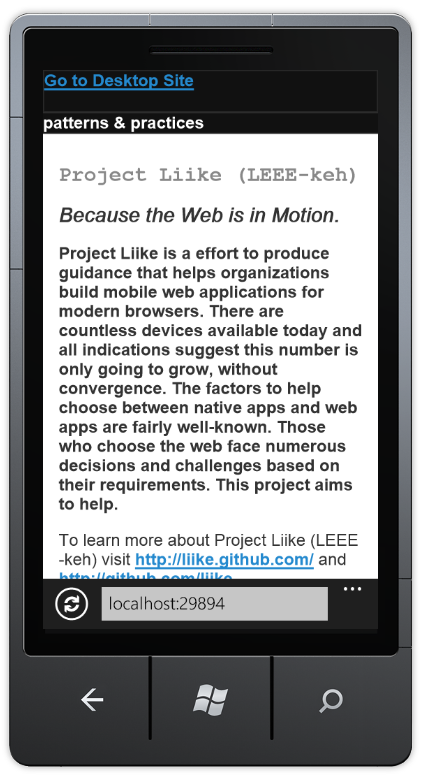 Go to Desktop Site
patterns & practices
Project Liike (LEEE-keh)
Because the Web is in Motion.
Project Liike is a effort to produce
guidance that helps organizations
build mobile web applications for
modern browsers. There are
countless devices available today and
all indications suggest this number is
only going to grow, without
convergence. The factors to help
choose between native apps and web
apps are fairly well-known. Those
who choose the web face numerous
decisions and challenges based on
their requirements. This project aims
to help.
To learn more about Project Liike (LEEE
-keh) visit http://liike.github.com/ and
http://github.com/liike
localhost:29894